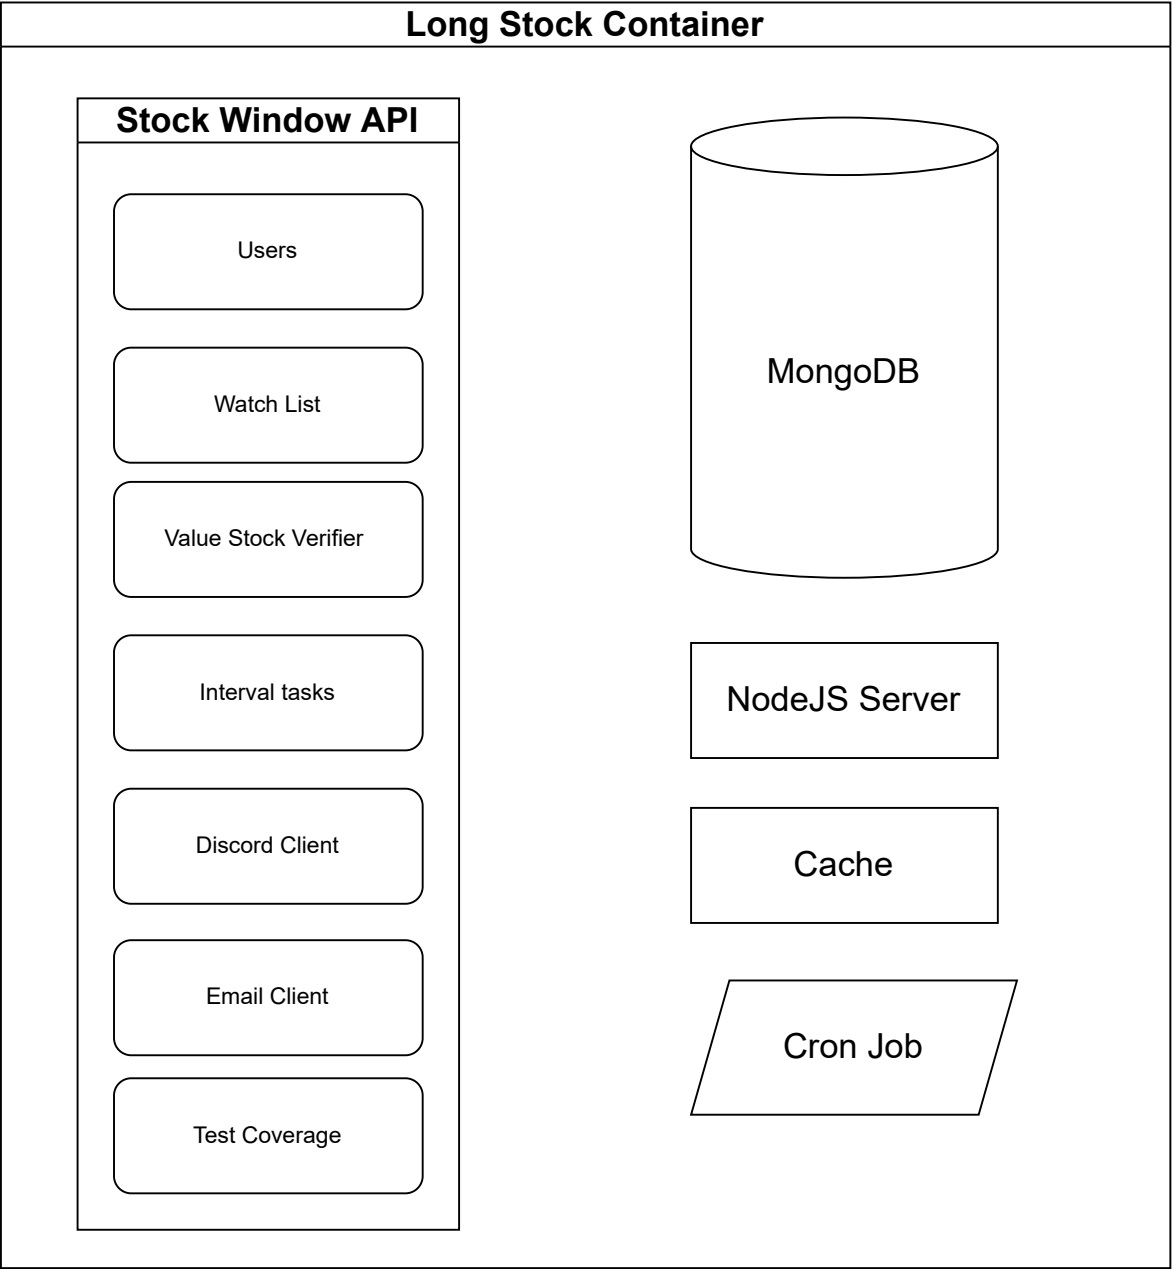 Long Stock Container
Stock Window API
Users
Watch List
Value Stock Verifier
Interval tasks
Discord Client
Email Client
Test Coverage
MongoDB
NodeJS Server
Cache
Cron Job